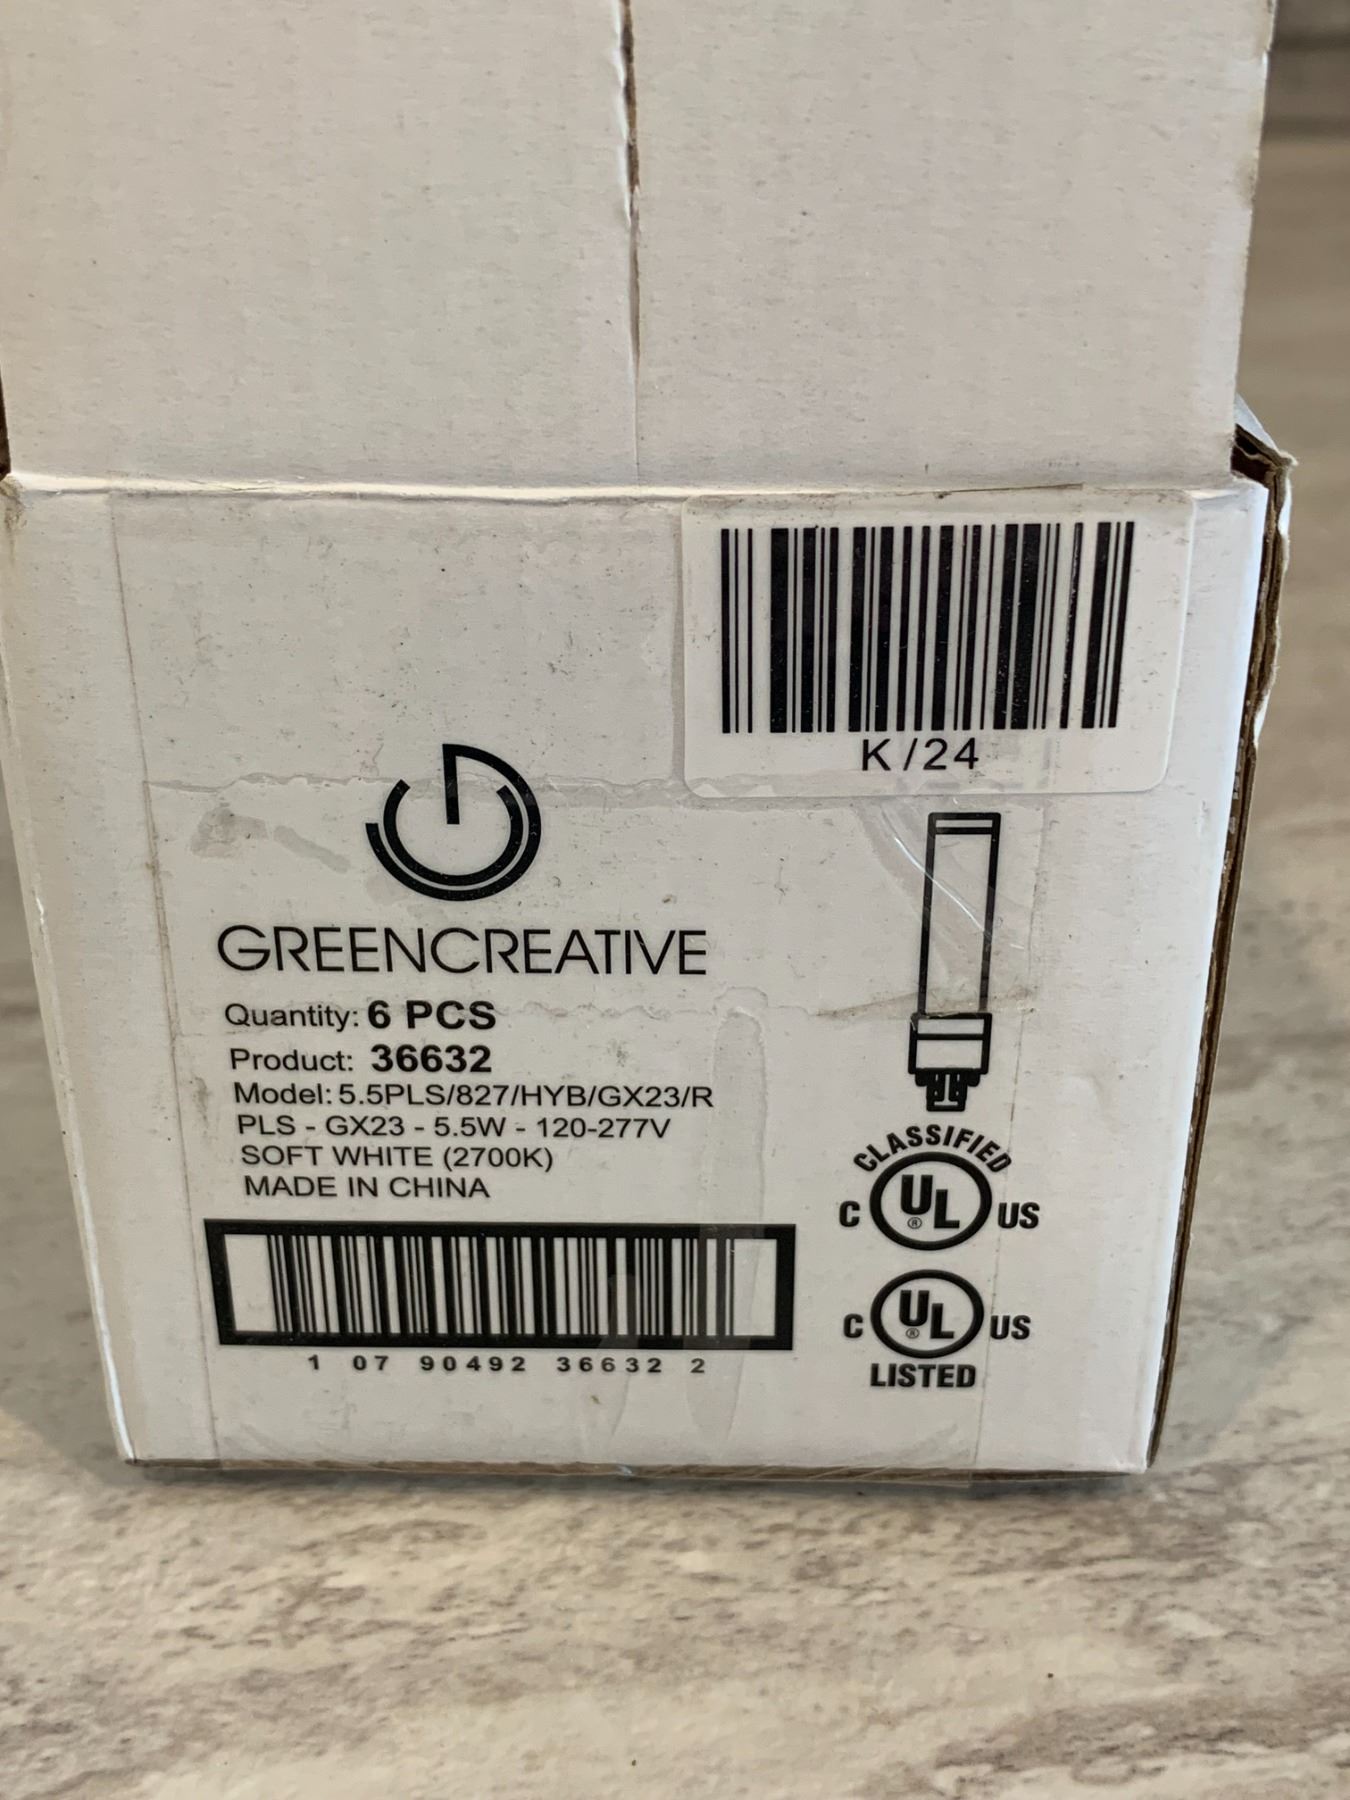 K/24
GREENCREATIVE
Quantity: 6 PCS
Product: 36632
Model: 5.5PLS/827/HYB/GX23/R
PLS - GX23 - 5.5W - 120-277V
SOFT WHITE (2700K)
MADE IN CHINA
1 07 90492 36632 2
CLASSIFIED
C UL® US
C UL® US
LISTED